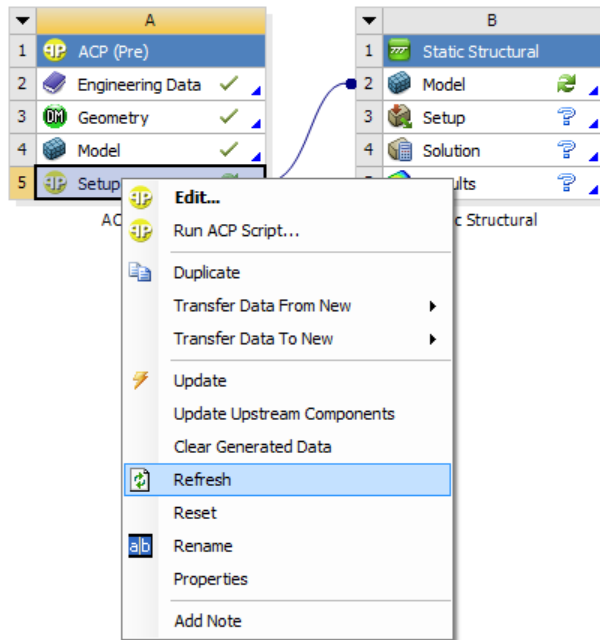 A
1 ACP (Pre)
2 Engineering Data
3 Geometry
4 Model
5 Setup
AC
B
1 Static Structural
2 Model
3 Setup
4 Solution
ults
c Structural
Edit...
Run ACP Script...
Duplicate
Transfer Data From New
Transfer Data To New
Update
Update Upstream Components
Clear Generated Data
Refresh
Reset
Rename
Properties
Add Note